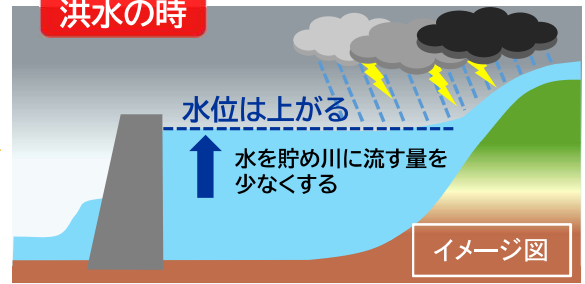 洪水の時
水位は上がる
水を貯め川に流す量を
少なくする
イメージ図